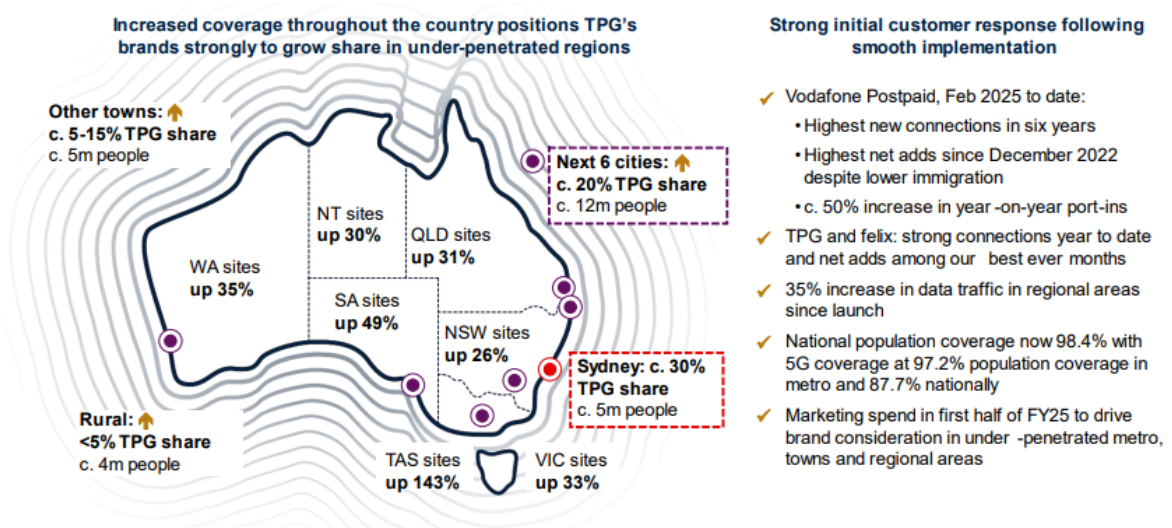 Increased coverage throughout the country positions TPG's
brands strongly to grow share in under-penetrated regions
Other towns:
c. 5-15% TPG share
c. 5m people
Next 6 cities:
c. 20% TPG share
c. 12m people
NT sites
up 30%
QLD sites
up 31%
WA sites
up 35%
SA sites
up 49%
NSW sites
up 26%
Sydney: c. 30%
TPG share
c. 5m people
Rural:
<5% TPG share
c. 4m people
TAS sites
up 143%
VIC sites
up 33%
Strong initial customer response following
smooth implementation
✓ Vodafone Postpaid, Feb 2025 to date:
• Highest new connections in six years
• Highest net adds since December 2022
despite lower immigration
• c. 50% increase in year -on-year port-ins
✓ TPG and felix: strong connections year to date
and net adds among our best ever months
✓ 35% increase in data traffic in regional areas
since launch
✓ National population coverage now 98.4% with
5G coverage at 97.2% population coverage in
metro and 87.7% nationally
✓ Marketing spend in first half of FY25 to drive
brand consideration in under -penetrated metro,
towns and regional areas